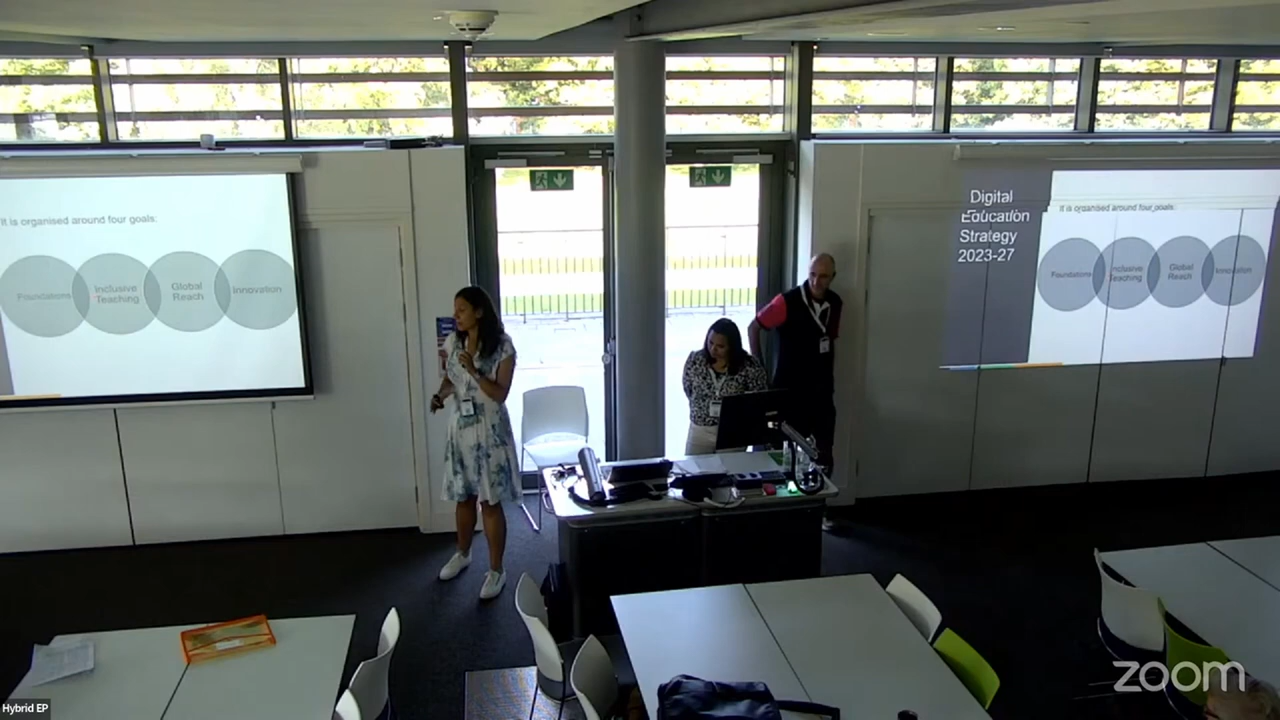 It is organised around four goals:
Foundations
Inclusive
Teaching
Global
Reach
Innovation
Digital
Education
Strategy
2023-27
It is organised around four goals:
Foundations
Inclusive
Teaching
Global
Reach
Innovation
zoom
Hybrid EP